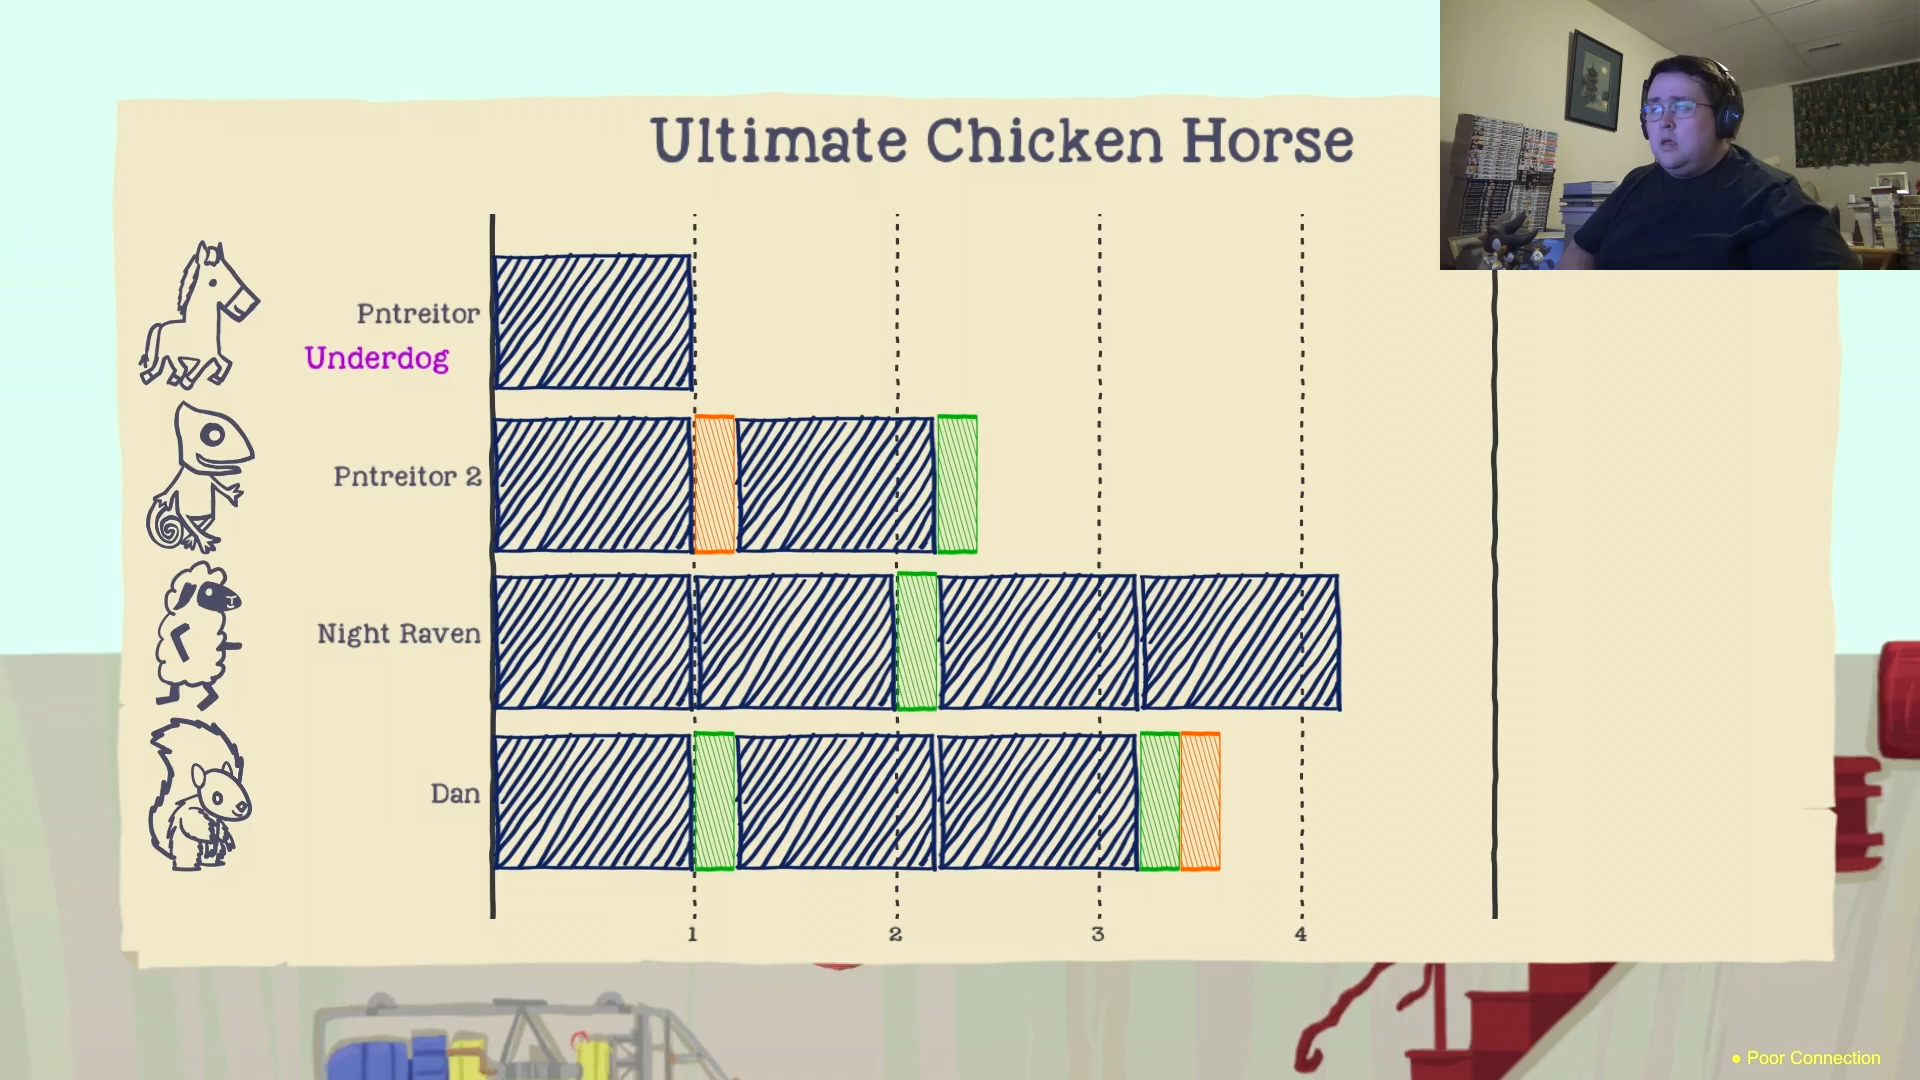 Ultimate Chicken Horse
Pntreitor
Underdog
Pntreitor 2
Night Raven
Dan
1 2 3 4
● Poor Connection